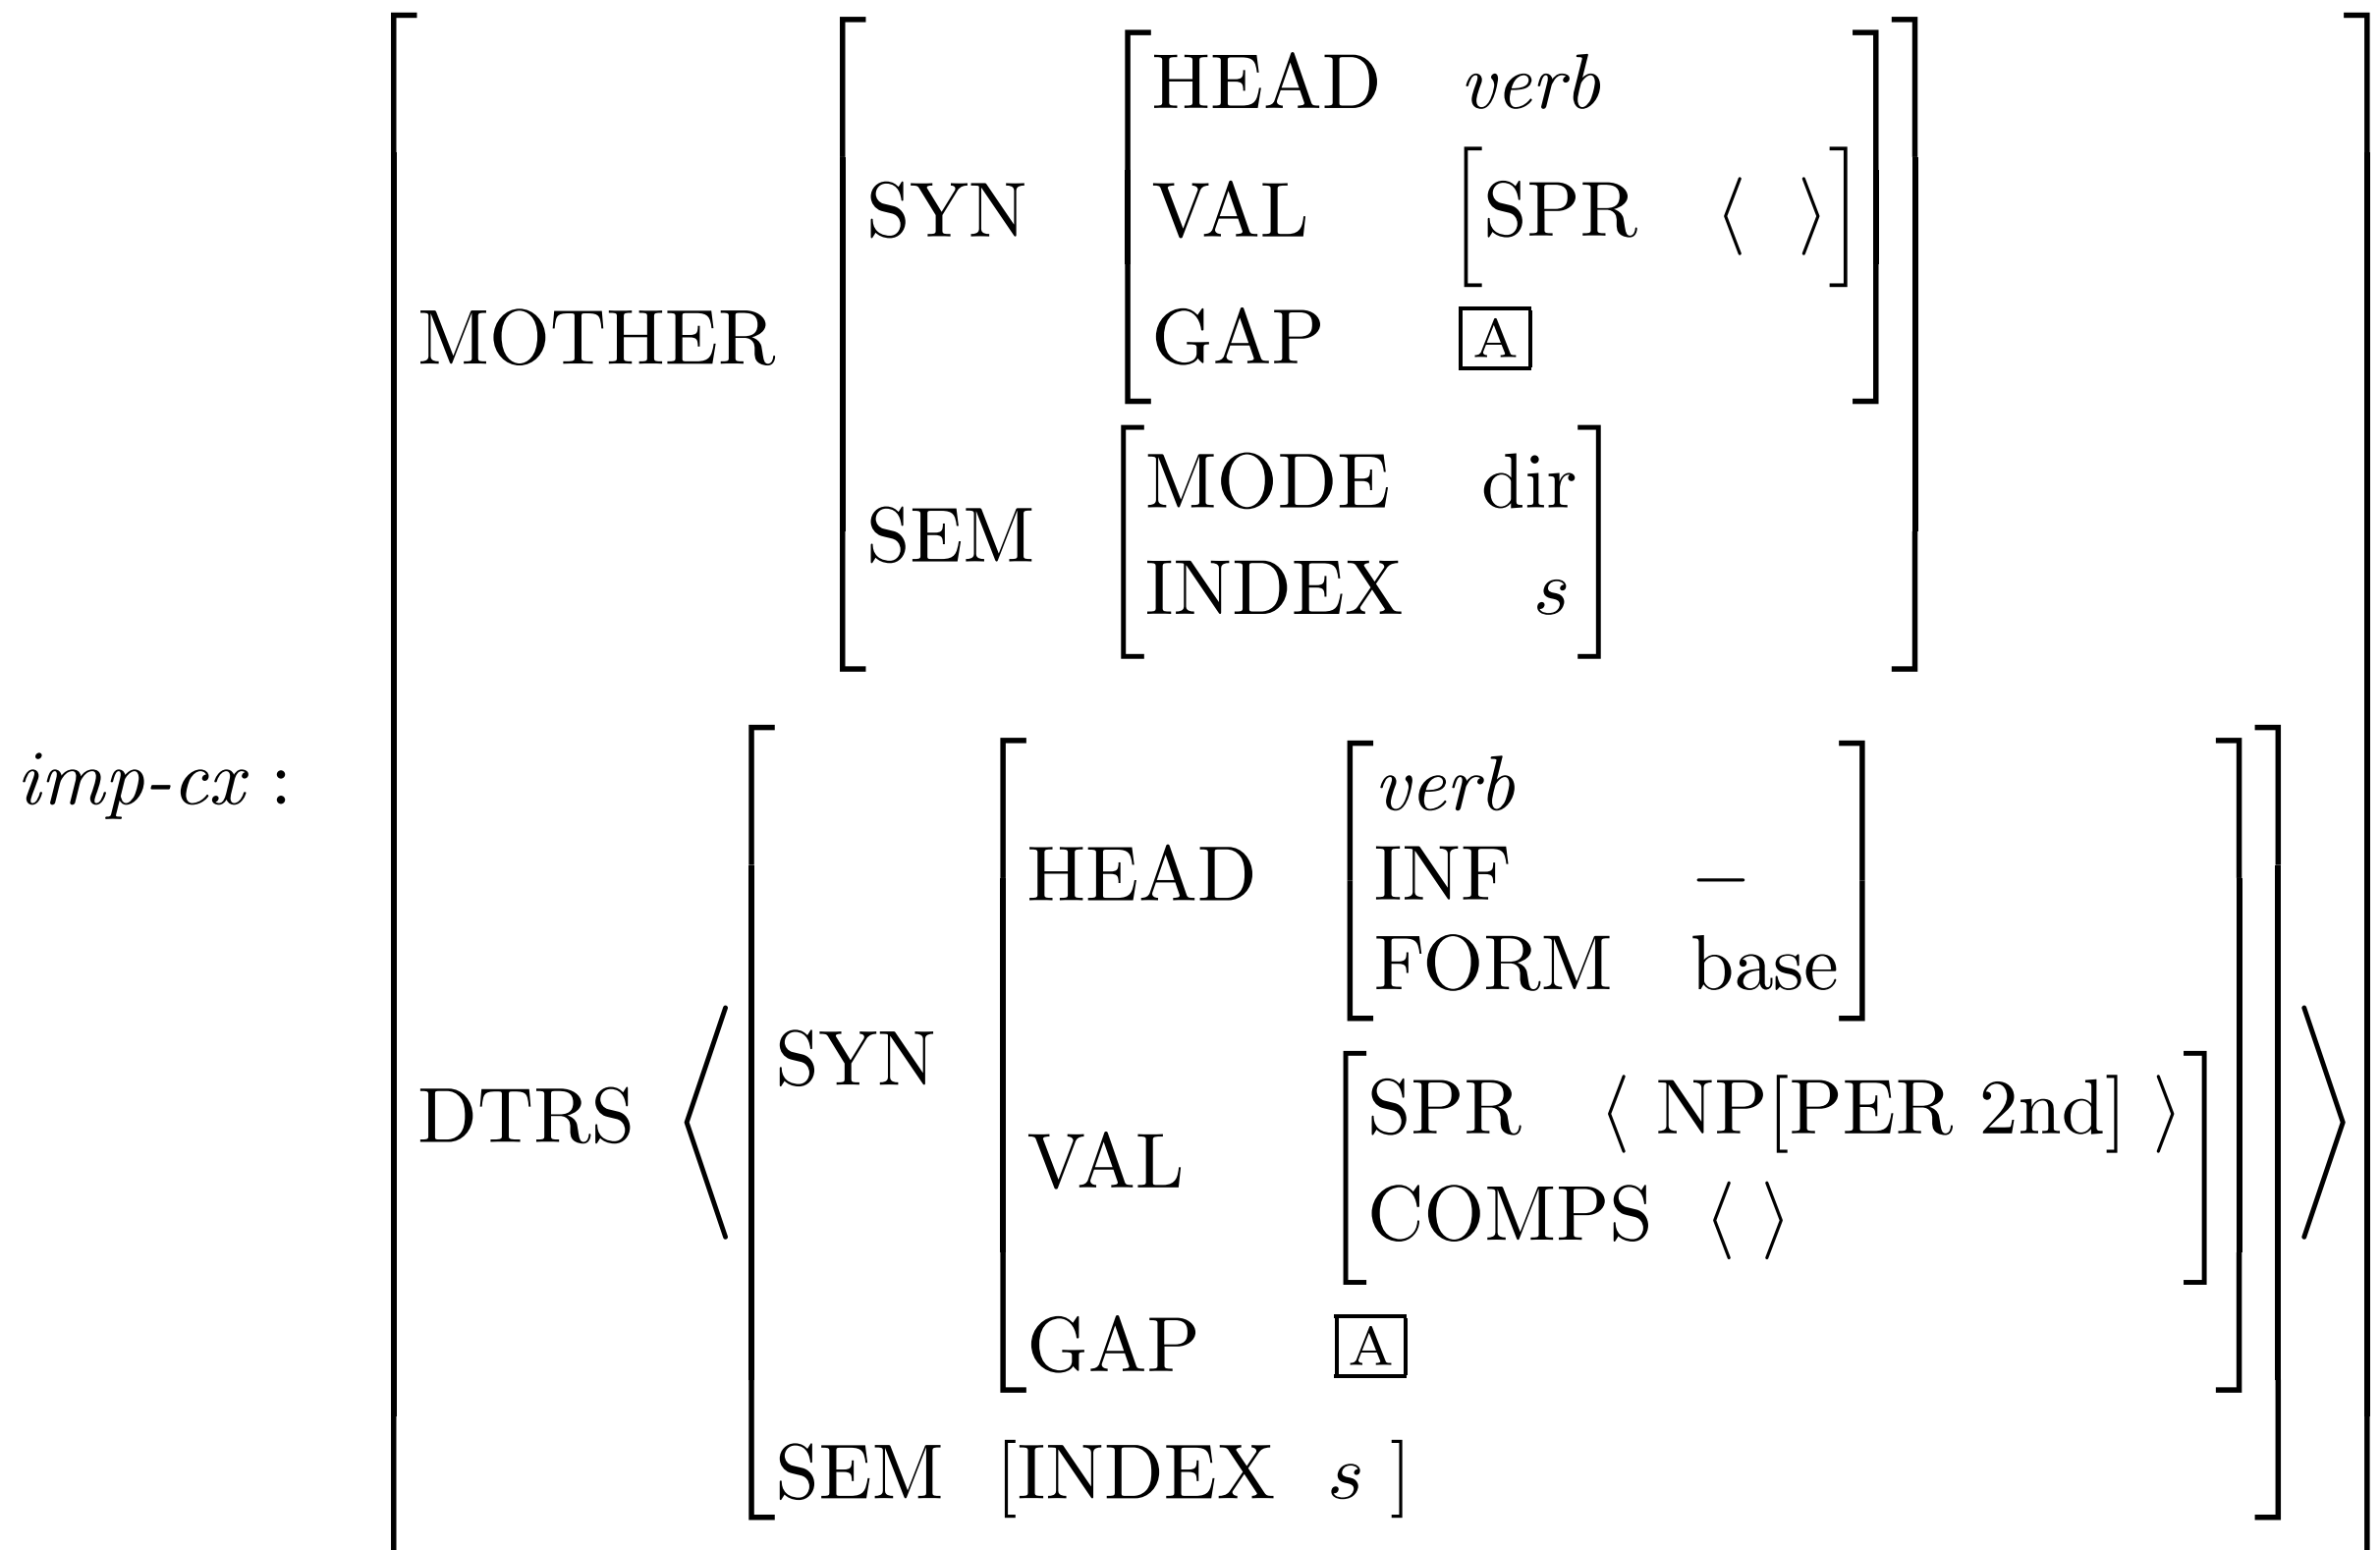 HEAD verb
SYN VAL [SPR ⟨ ⟩]
MOTHER GAP A
SEM MODE dir
INDEX s
imp-cx :
verb
HEAD INF −
FORM base
SYN
DTRS ⟨ SPR ⟨ NP[PER 2nd] ⟩ ⟩
VAL
COMPS ⟨ ⟩
GAP A
SEM [INDEX s ]